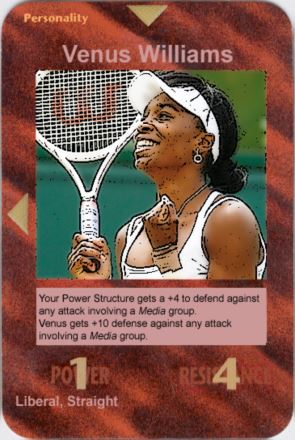 Personality
Venus Williams
Your Power Structure gets a +4 to defend against
any attack involving a Media group.
Venus gets +10 defense against any attack
involving a Media group.
POWER 1
RESISTANCE 4
Liberal, Straight